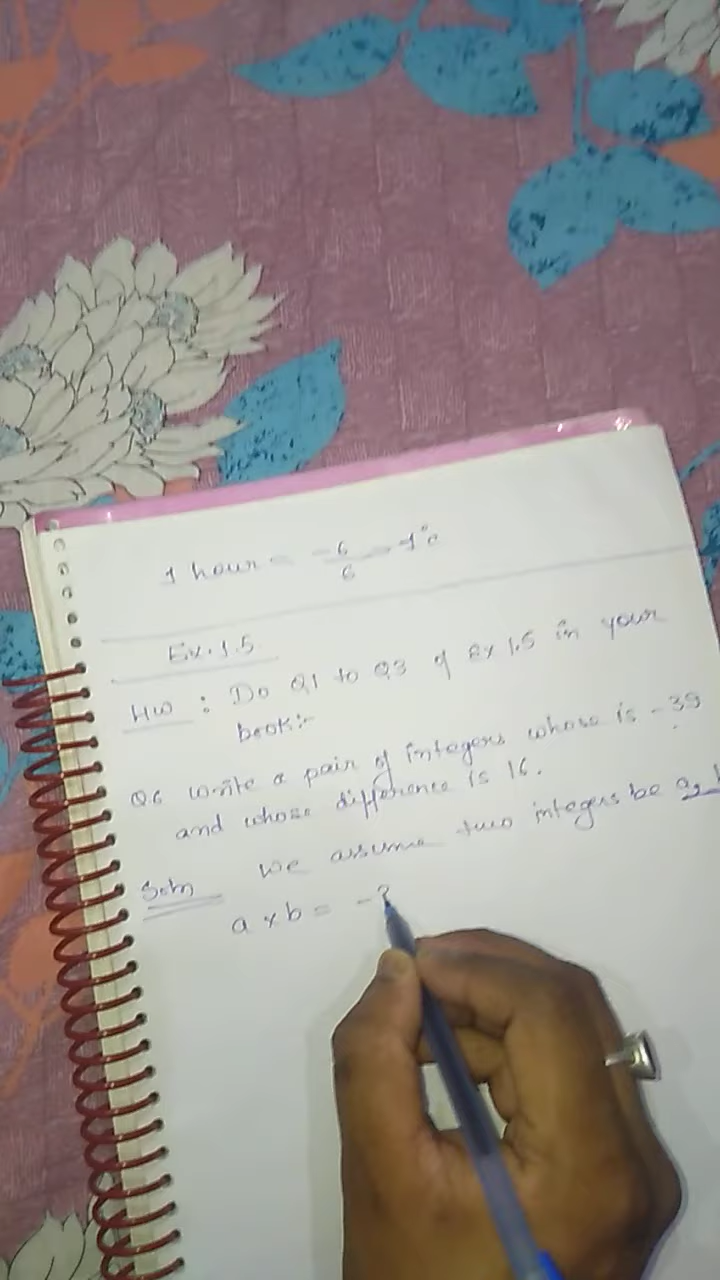 1 hour = -6/6 = -1°c
Ex. 1.5
HW : Do Q1 to Q3 of Ex 1.5 in your
book:-
Q6 Write a pair of integers whose is -39
and whose difference is 16.
Soln We assume two integers be a, b
a x b = -3